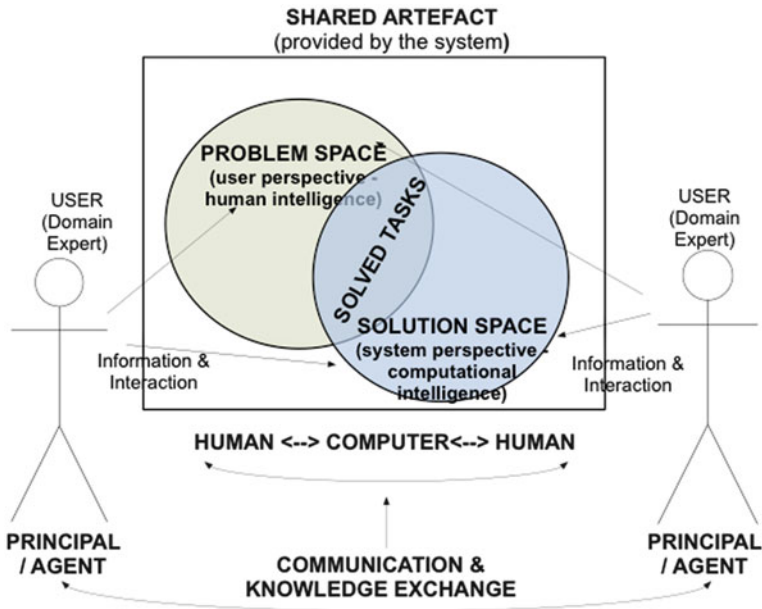 SHARED ARTEFACT
(provided by the system)
PROBLEM SPACE
(user perspective -
human intelligence)
SOLVED TASKS
SOLUTION SPACE
(system perspective -
computational
intelligence)
USER
(Domain
Expert)
Information &
Interaction
PRINCIPAL
/ AGENT
USER
(Domain
Expert)
Information &
Interaction
PRINCIPAL
/ AGENT
HUMAN <--> COMPUTER<--> HUMAN
COMMUNICATION &
KNOWLEDGE EXCHANGE